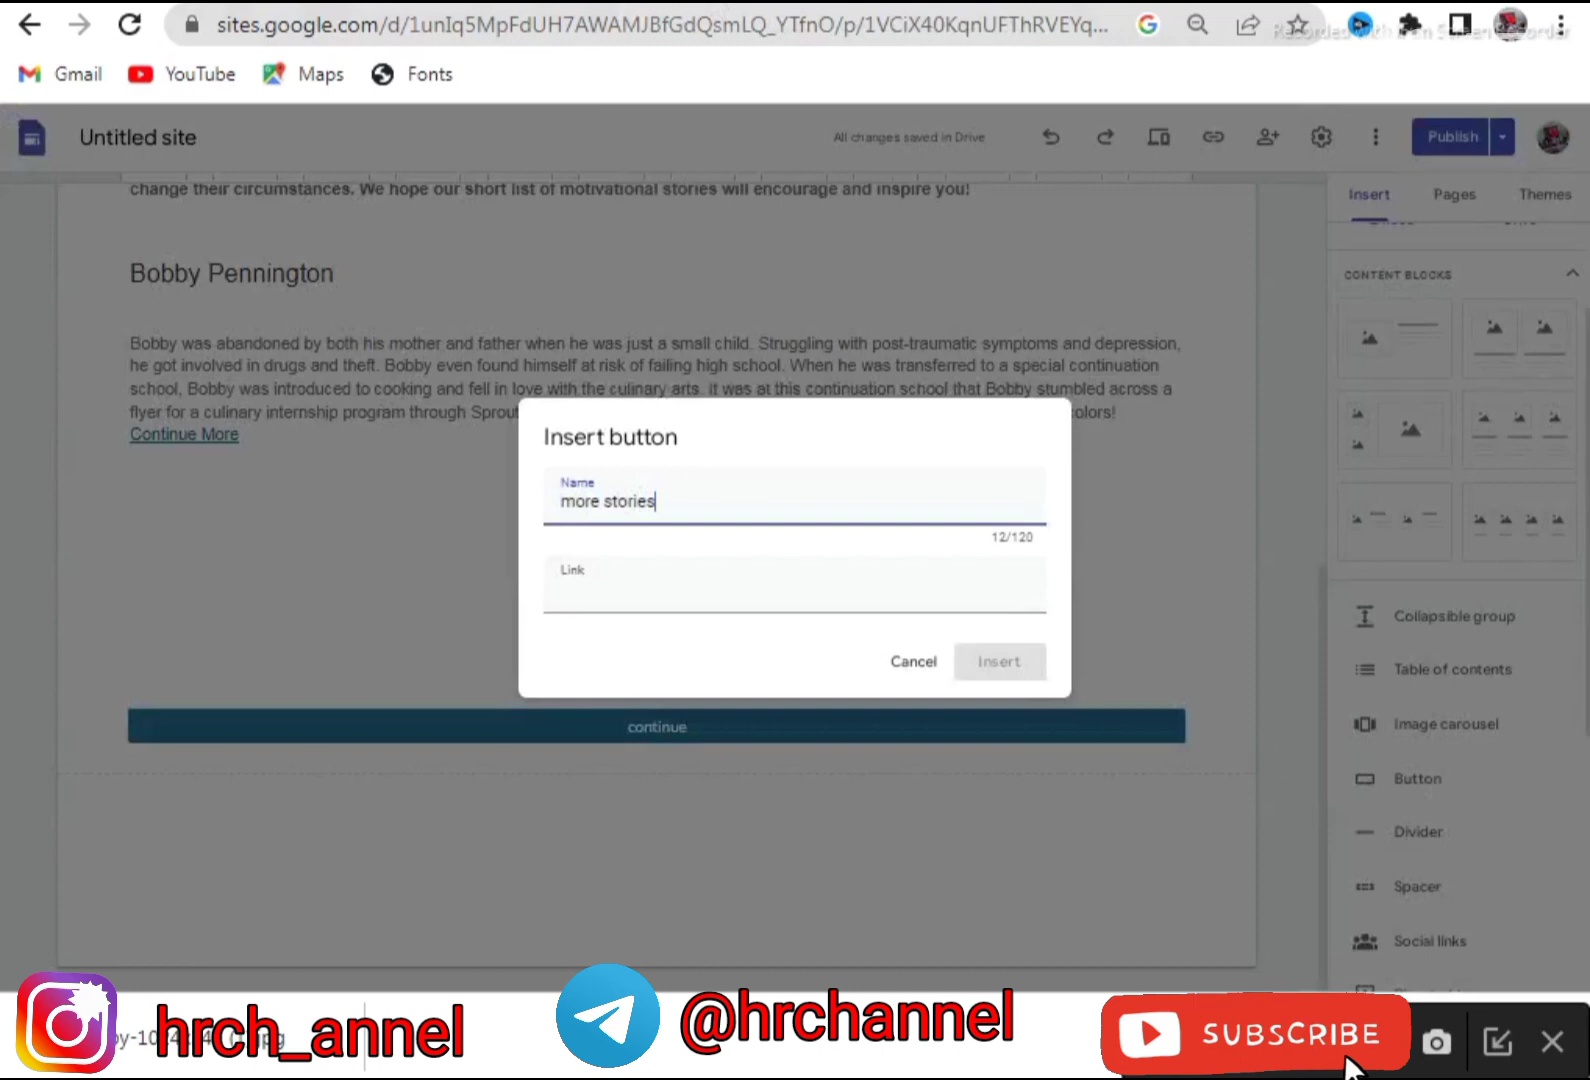 sites.google.com/d/1unIq5MpFdUH7AWAMJBfGdQsmLQ_YTfnO/p/1VCiX40KqnUFThRVEYq...
Gmail YouTube Maps Fonts
Untitled site
All changes saved in Drive
Publish
change their circumstances. We hope our short list of motivational stories will encourage and inspire you!
Insert Pages Themes
CONTENT BLOCKS
Bobby Pennington
Bobby was abandoned by both his mother and father when he was just a small child. Struggling with post-traumatic symptoms and depression,
he got involved in drugs and theft. Bobby even found himself at risk of failing high school. When he was transferred to a special continuation
school, Bobby was introduced to cooking and fell in love with the culinary arts. It was at this continuation school that Bobby stumbled across a
flyer for a culinary internship program through Sprout colors!
Continue More
Insert button
Name
more stories
12/120
Link
Cancel Insert
continue
Collapsible group
Table of contents
Image carousel
Button
Divider
Spacer
Social links
hrch_annel
@hrchannel
SUBSCRIBE